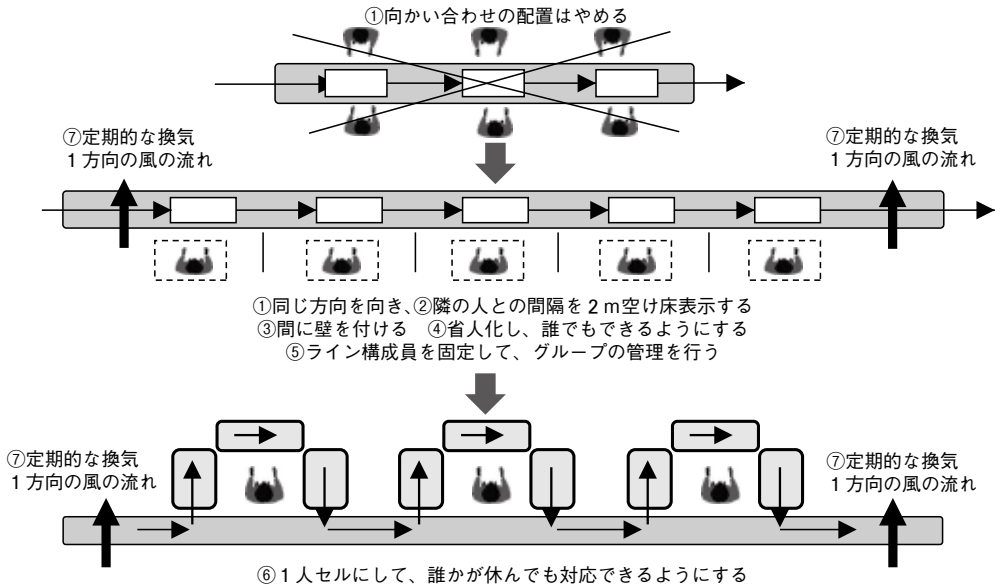 ①向かい合わせの配置はやめる
⑦定期的な換気
1方向の風の流れ
⑦定期的な換気
1方向の風の流れ
①同じ方向を向き、②隣の人との間隔を2m空け床表示する
③間に壁を付ける ④省人化し、誰でもできるようにする
⑤ライン構成員を固定して、グループの管理を行う
⑦定期的な換気
1方向の風の流れ
⑦定期的な換気
1方向の風の流れ
⑥1人セルにして、誰かが休んでも対応できるようにする